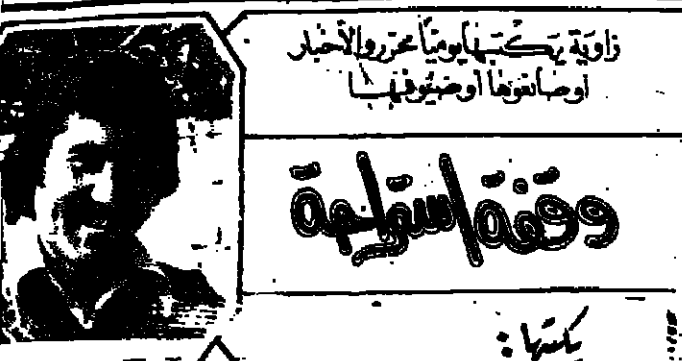 زاوية يكتبها يومياً محررو الأخبار
أو صانعوها أو ضيوفها
وقفة استراحة
يكتبها :